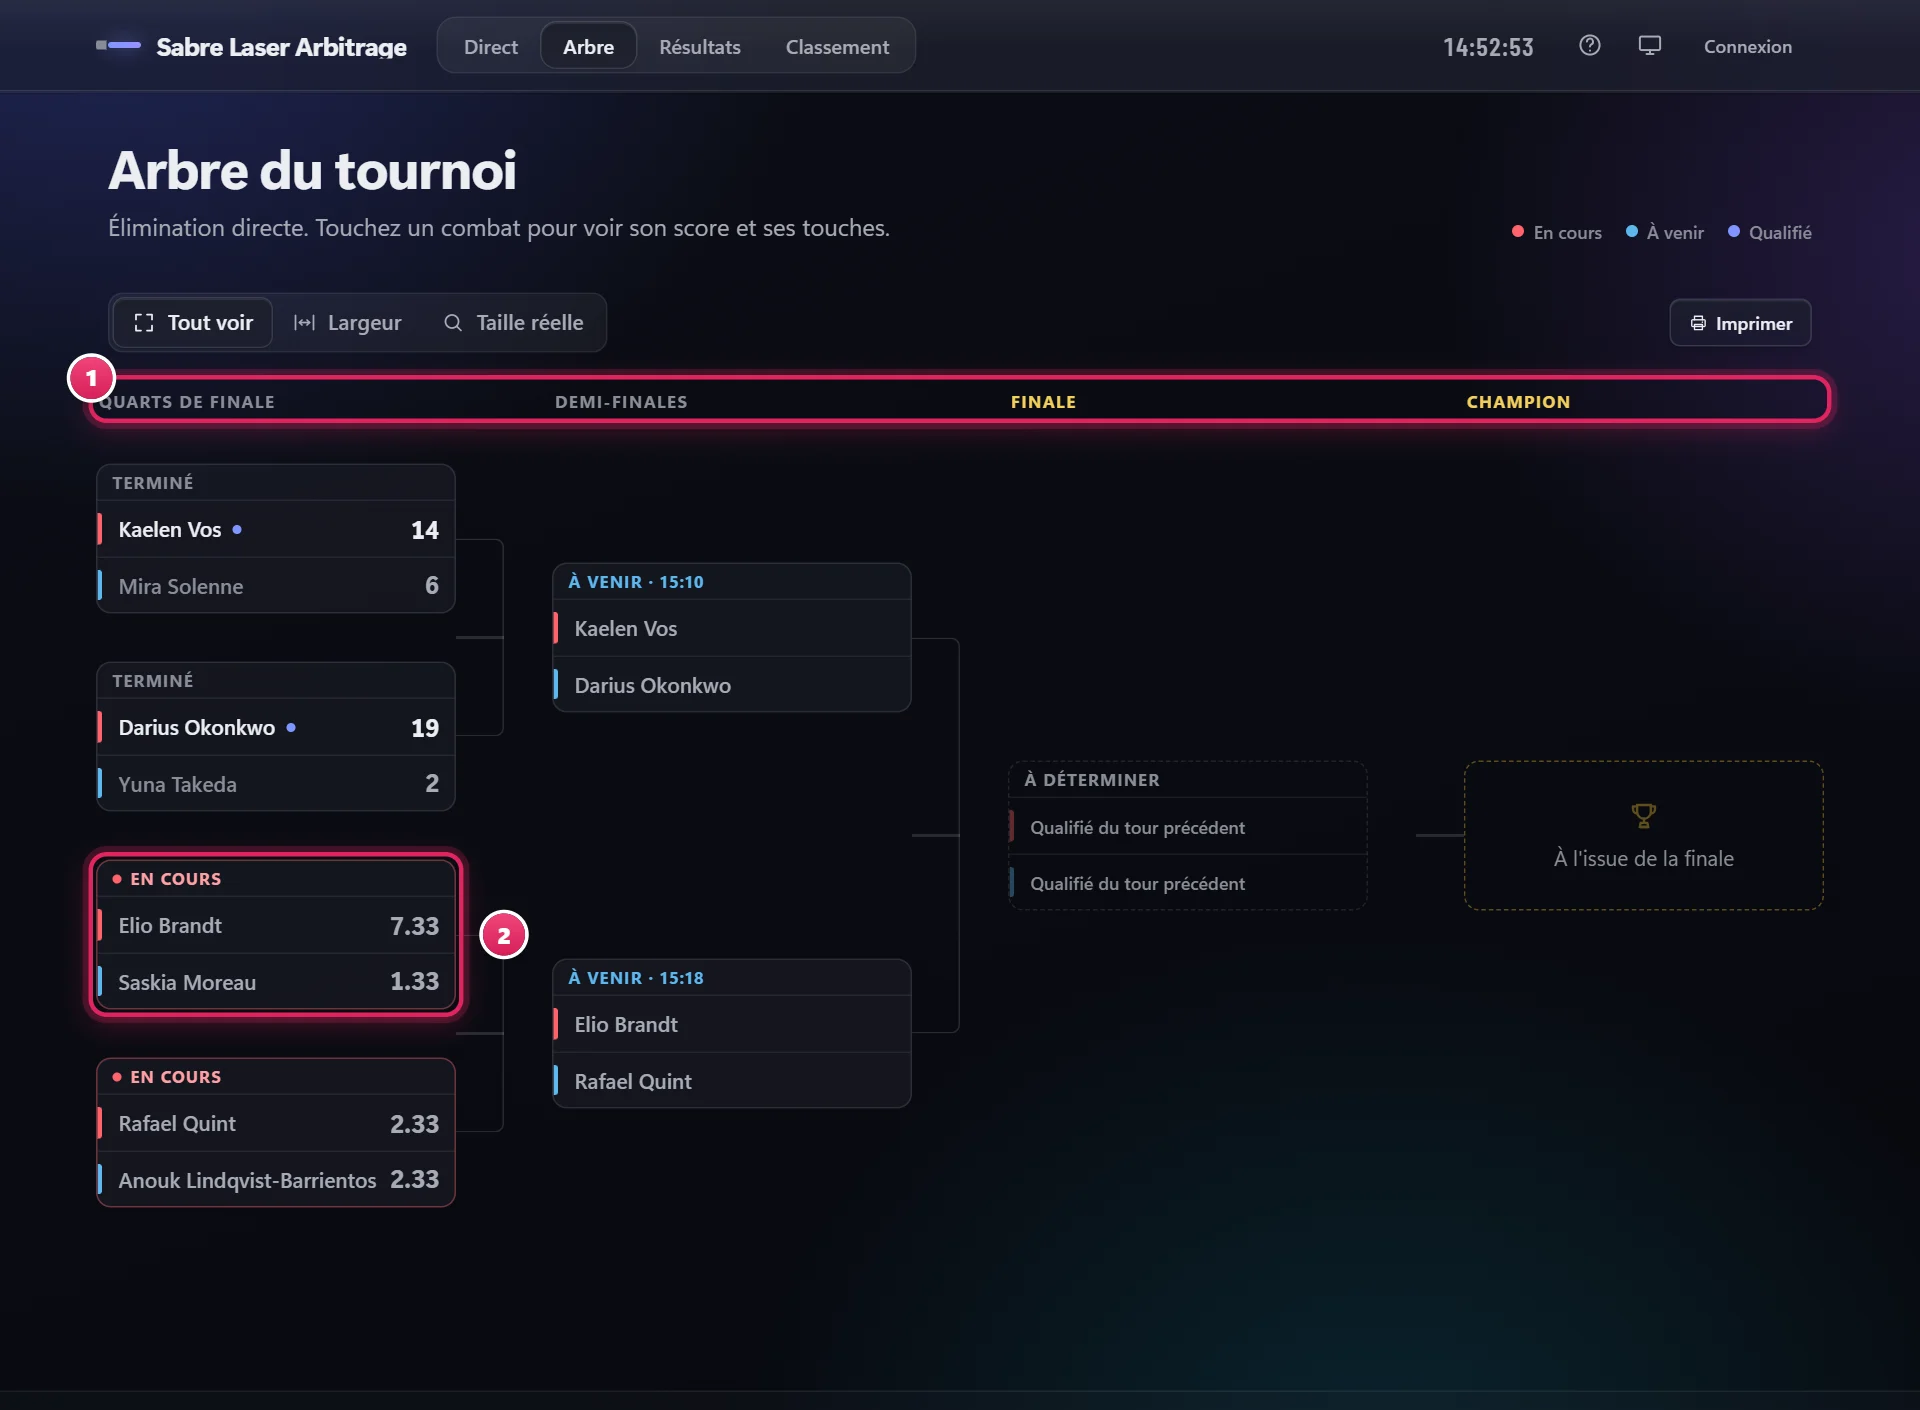 Sabre Laser Arbitrage
Direct
Arbre
Résultats
Classement
14:52:53
Connexion
Arbre du tournoi
Élimination directe. Touchez un combat pour voir son score et ses touches.
En cours
À venir
Qualifié
Tout voir
Largeur
Taille réelle
Imprimer
1
QUARTS DE FINALE
DEMI-FINALES
FINALE
CHAMPION
TERMINÉ
Kaelen Vos 14
Mira Solenne 6
TERMINÉ
Darius Okonkwo 19
Yuna Takeda 2
EN COURS
Elio Brandt 7.33
Saskia Moreau 1.33
2
EN COURS
Rafael Quint 2.33
Anouk Lindqvist-Barrientos 2.33
À VENIR · 15:10
Kaelen Vos
Darius Okonkwo
À VENIR · 15:18
Elio Brandt
Rafael Quint
À DÉTERMINER
Qualifié du tour précédent
Qualifié du tour précédent
À l'issue de la finale